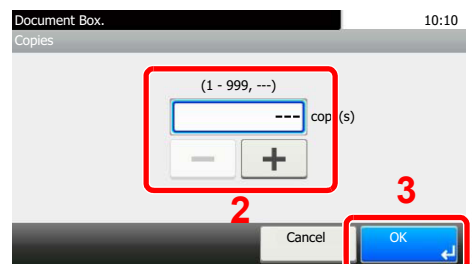 Document Box. 10:10
Copies
(1 - 999, ---)
--- copy(s)
2
3
Cancel OK